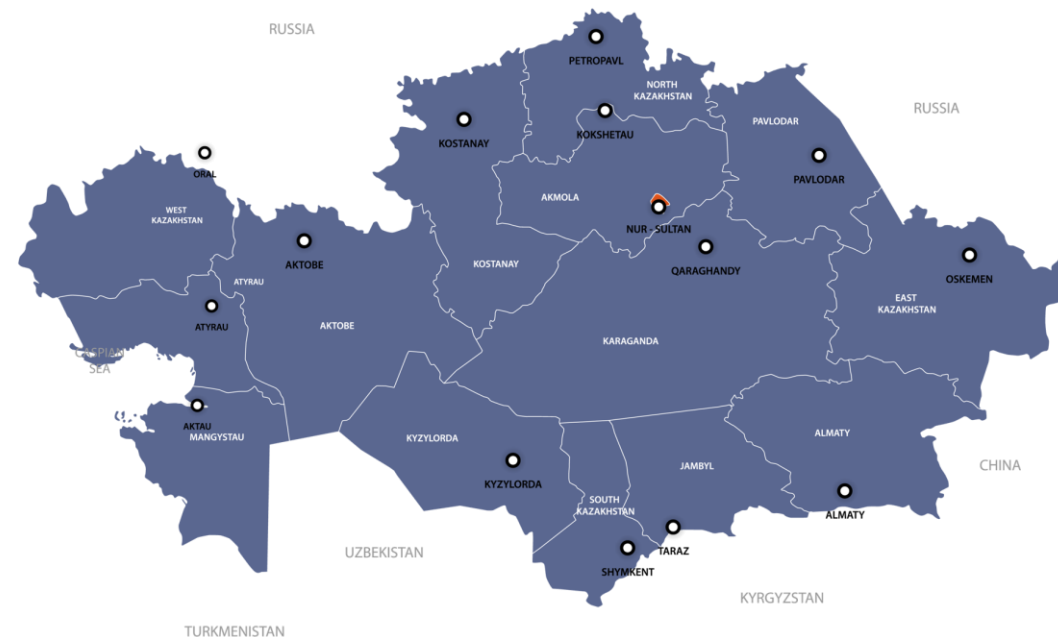 RUSSIA
PETROPAVL
NORTH
KAZAKHSTAN
PAVLODAR
RUSSIA
KOSTANAY
KOKSHETAU
ORAL
PAVLODAR
AKMOLA
WEST
KAZAKHSTAN
NUR - SULTAN
AKTOBE
KOSTANAY
QARAGHANDY
OSKEMEN
ATYRAU
EAST
KAZAKHSTAN
ATYRAU
AKTOBE
KARAGANDA
CASPIAN
SEA
AKTAU
MANGYSTAU
KYZYLORDA
ALMATY
JAMBYL
CHINA
KYZYLORDA
SOUTH
KAZAKHSTAN
ALMATY
UZBEKISTAN
TARAZ
SHYMKENT
KYRGYZSTAN
TURKMENISTAN